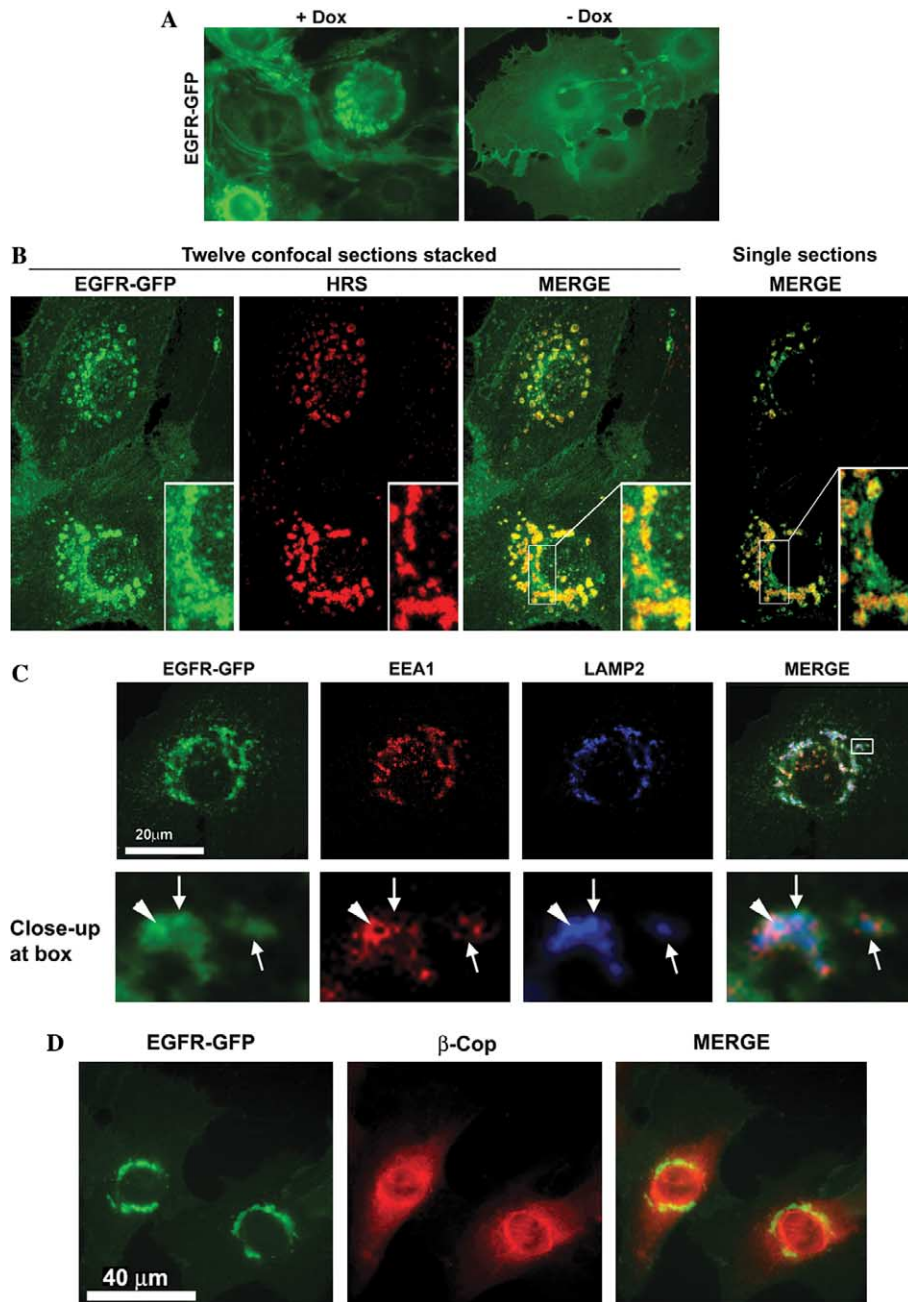 A
+ Dox
- Dox
EGFR-GFP
B
Twelve confocal sections stacked
Single sections
EGFR-GFP
HRS
MERGE
MERGE
C
EGFR-GFP
EEA1
LAMP2
MERGE
20μm
Close-up
at box
D
EGFR-GFP
β-Cop
MERGE
40 μm